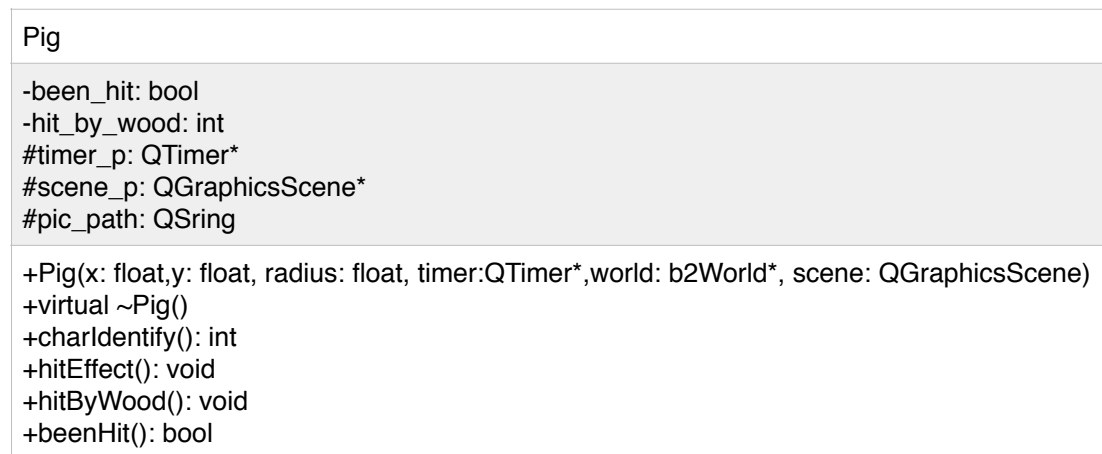 Pig
-been_hit: bool
-hit_by_wood: int
#timer_p: QTimer*
#scene_p: QGraphicsScene*
#pic_path: QSring
+Pig(x: float,y: float, radius: float, timer:QTimer*,world: b2World*, scene: QGraphicsScene)
+virtual ~Pig()
+charIdentify(): int
+hitEffect(): void
+hitByWood(): void
+beenHit(): bool